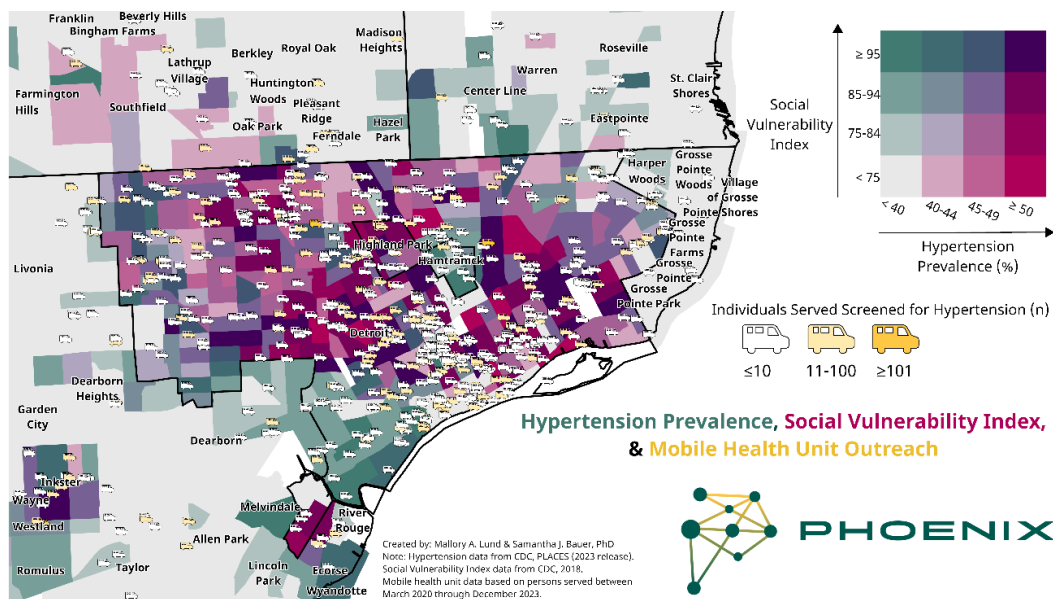 Franklin
Beverly Hills
Bingham Farms
Berkley
Royal Oak
Madison
Heights
Roseville
Lathrup
Village
Warren
St. Clair
Shores
Farmington
Hills
Southfield
Huntington
Woods
Center Line
Pleasant
Ridge
Oak Park
Ferndale
Hazel
Park
Eastpointe
Harper
Woods
Grosse
Pointe
Woods
Village
of Grosse
Pointe Shores
Grosse
Pointe
Farms
Livonia
Highland Park
Hamtramck
Grosse
Pointe
Grosse
Pointe Park
Detroit
Dearborn
Heights
Garden
City
Dearborn
Inkster
Wayne
Westland
Melvindale
River
Rouge
Allen Park
Romulus
Taylor
Lincoln
Park
Ecorse
Wyandotte
Social
Vulnerability
Index
≥ 95
85-94
75-84
< 75
< 40
40-44
45-49
≥ 50
Hypertension
Prevalence (%)
Individuals Served Screened for Hypertension (n)
≤10
11-100
≥101
Hypertension Prevalence, Social Vulnerability Index,
& Mobile Health Unit Outreach
PHOENIX
Created by: Mallory A. Lund & Samantha J. Bauer, PhD
Note: Hypertension data from CDC, PLACES (2023 release).
Social Vulnerability Index data from CDC, 2018.
Mobile health unit data based on persons served between
March 2020 through December 2023.